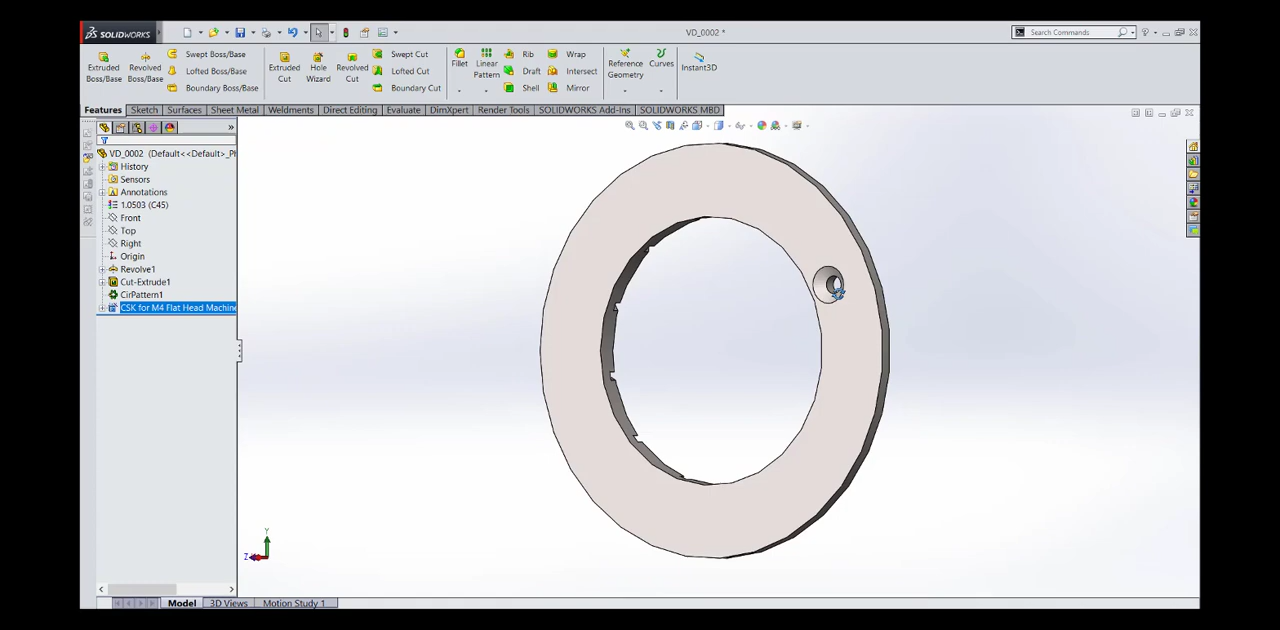 SOLIDWORKS
VD_0002 *
Search Commands
Extruded Boss/Base
Revolved Boss/Base
Swept Boss/Base
Lofted Boss/Base
Boundary Boss/Base
Extruded Cut
Hole Wizard
Revolved Cut
Swept Cut
Lofted Cut
Boundary Cut
Fillet
Linear Pattern
Rib
Draft
Shell
Wrap
Intersect
Mirror
Reference Geometry
Curves
Instant3D
Features
Sketch
Surfaces
Sheet Metal
Weldments
Direct Editing
Evaluate
DimXpert
Render Tools
SOLIDWORKS Add-Ins
SOLIDWORKS MBD
VD_0002 (Default<<Default>_Ph
History
Sensors
Annotations
1.0503 (C45)
Front
Top
Right
Origin
Revolve1
Cut-Extrude1
CirPattern1
CSK for M4 Flat Head Machine
Y
Z
Model
3D Views
Motion Study 1